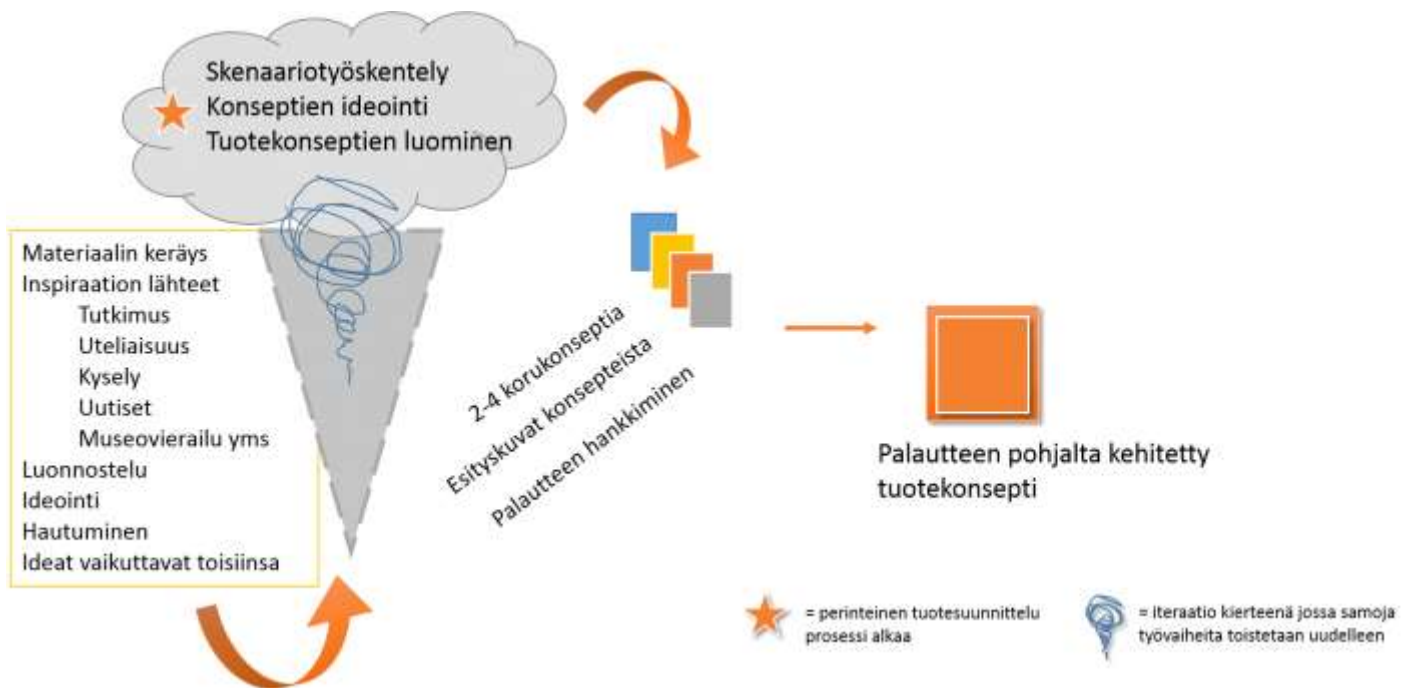 Skenaariotyöskentely
Konseptien ideointi
Tuotekonseptien luominen
Materiaalin keräys
Inspiraation lähteet
Tutkimus
Uteliaisuus
Kysely
Uutiset
Museovierailu yms
Luonnostelu
Ideointi
Hautuminen
Ideat vaikuttavat toisiinsa
2-4 korukonseptia
Esityskuvat konsepteista
Palautteen hankkiminen
Palautteen pohjalta kehitetty
tuotekonsepti
= perinteinen tuotesuunnittelu
prosessi alkaa
= iteraatio kierteenä jossa samoja
työvaiheita toistetaan uudelleen